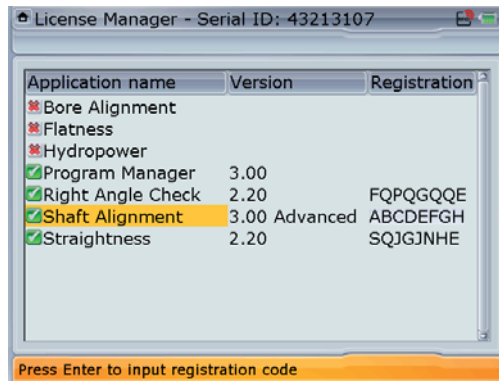 License Manager - Serial ID: 43213107
Application name Version Registration
Bore Alignment
Flatness
Hydropower
Program Manager 3.00
Right Angle Check 2.20 FQPQGQQE
Shaft Alignment 3.00 Advanced ABCDEFGH
Straightness 2.20 SQJGJNHE
Press Enter to input registration code